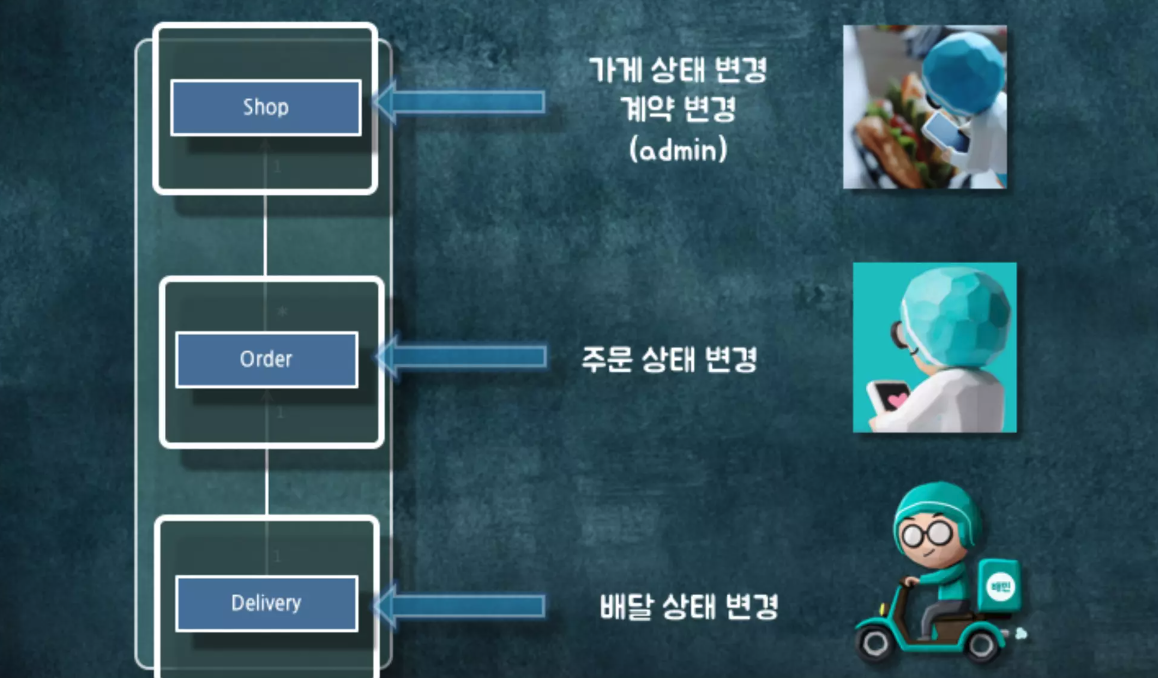 Shop
가게 상태 변경
계약 변경
(admin)
1
*
Order
주문 상태 변경
1
1
Delivery
배달 상태 변경
배민